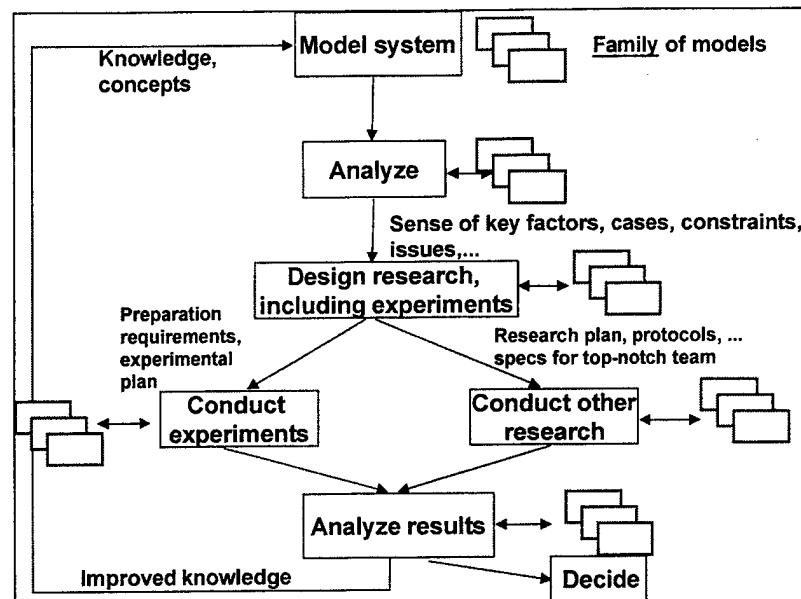 Model system
Family of models
Knowledge,
concepts
Analyze
Sense of key factors, cases, constraints,
issues,...
Design research,
including experiments
Preparation
requirements,
experimental
plan
Research plan, protocols, ...
specs for top-notch team
Conduct
experiments
Conduct other
research
Analyze results
Improved knowledge
Decide